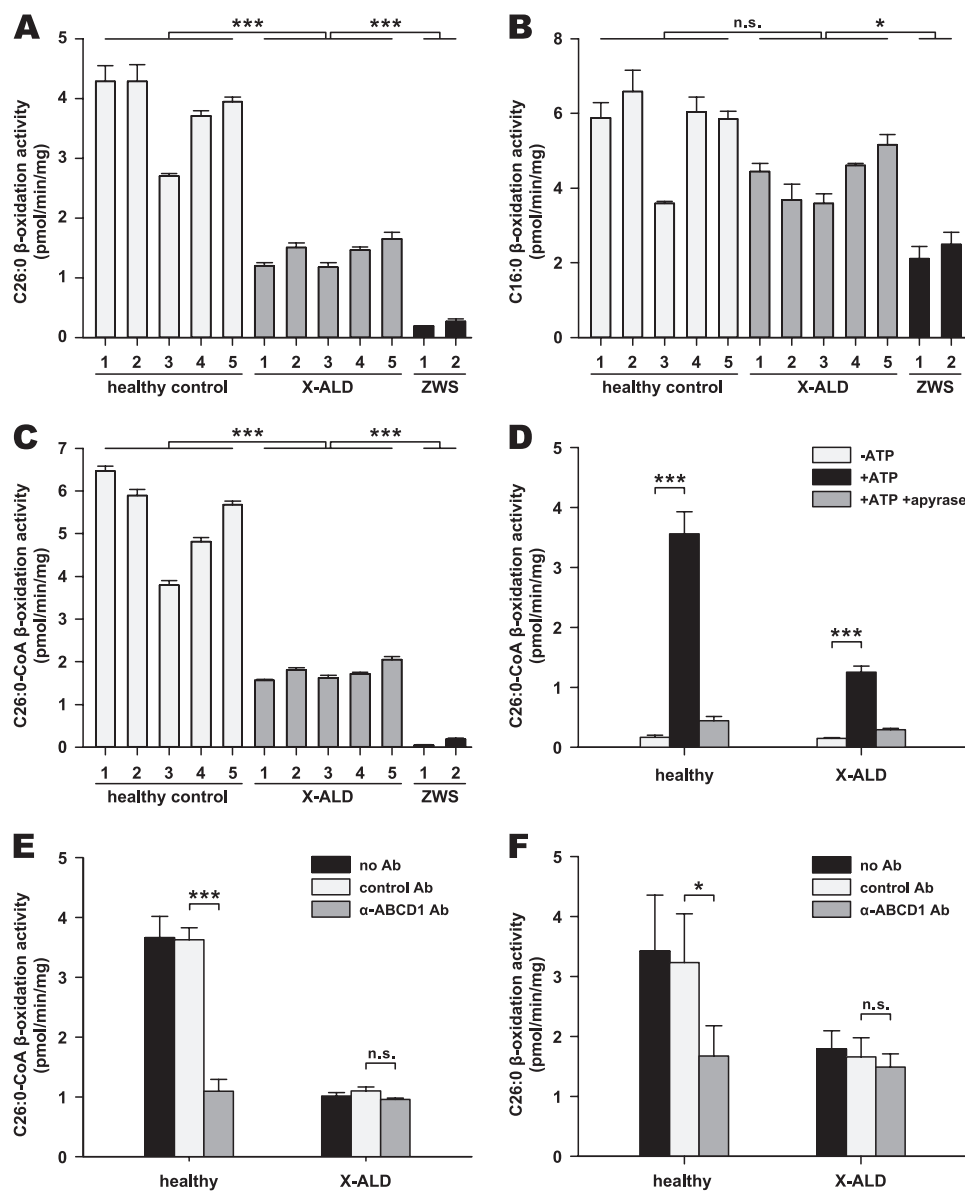 A
*** ***
C26:0 β-oxidation activity
(pmol/min/mg)
5
4
3
2
1
0
1 2 3 4 5 1 2 3 4 5 1 2
healthy control X-ALD ZWS
B
n.s. *
C16:0 β-oxidation activity
(pmol/min/mg)
8
6
4
2
0
1 2 3 4 5 1 2 3 4 5 1 2
healthy control X-ALD ZWS
C
*** ***
C26:0-CoA β-oxidation activity
(pmol/min/mg)
7
6
5
4
3
2
1
0
1 2 3 4 5 1 2 3 4 5 1 2
healthy control X-ALD ZWS
D
C26:0-CoA β-oxidation activity
(pmol/min/mg)
5
4
3
2
1
0
-ATP
+ATP
+ATP +apyrase
***
***
healthy X-ALD
E
C26:0-CoA β-oxidation activity
(pmol/min/mg)
5
4
3
2
1
0
no Ab
control Ab
α-ABCD1 Ab
***
n.s.
healthy X-ALD
F
C26:0 β-oxidation activity
(pmol/min/mg)
5
4
3
2
1
0
no Ab
control Ab
α-ABCD1 Ab
*
n.s.
healthy X-ALD